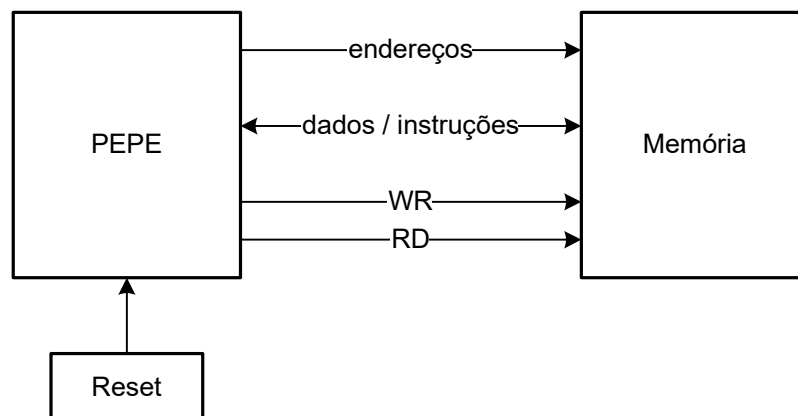 endereços
dados / instruções
PEPE
Memória
WR
RD
Reset